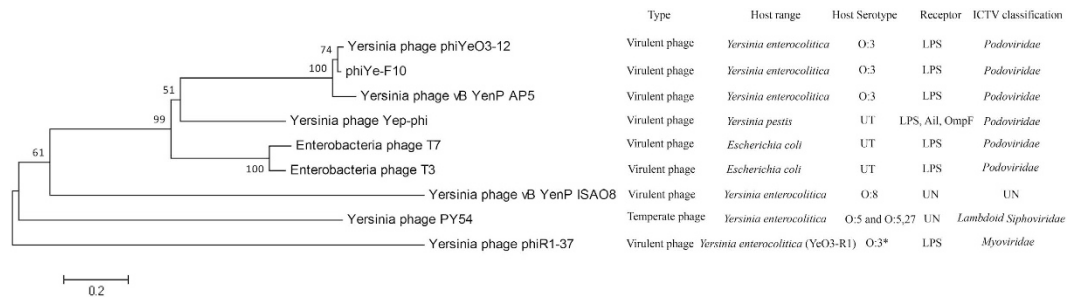 Type Host range Host Serotype Receptor ICTV classification
74 Yersinia phage phiYeO3-12 Virulent phage Yersinia enterocolitica O:3 LPS Podoviridae
100 phiYe-F10 Virulent phage Yersinia enterocolitica O:3 LPS Podoviridae
51 Yersinia phage vB YenP AP5 Virulent phage Yersinia enterocolitica O:3 LPS Podoviridae
99 Yersinia phage Yep-phi Virulent phage Yersinia pestis UT LPS, Ail, OmpF Podoviridae
Enterobacteria phage T7 Virulent phage Escherichia coli UT LPS Podoviridae
61 100 Enterobacteria phage T3 Virulent phage Escherichia coli UT LPS Podoviridae
Yersinia phage vB YenP ISAO8 Virulent phage Yersinia enterocolitica O:8 UN UN
Yersinia phage PY54 Temperate phage Yersinia enterocolitica O:5 and O:5,27 UN Lambdoid Siphoviridae
Yersinia phage phiR1-37 Virulent phage Yersinia enterocolitica (YeO3-R1) O:3* LPS Myoviridae
0.2